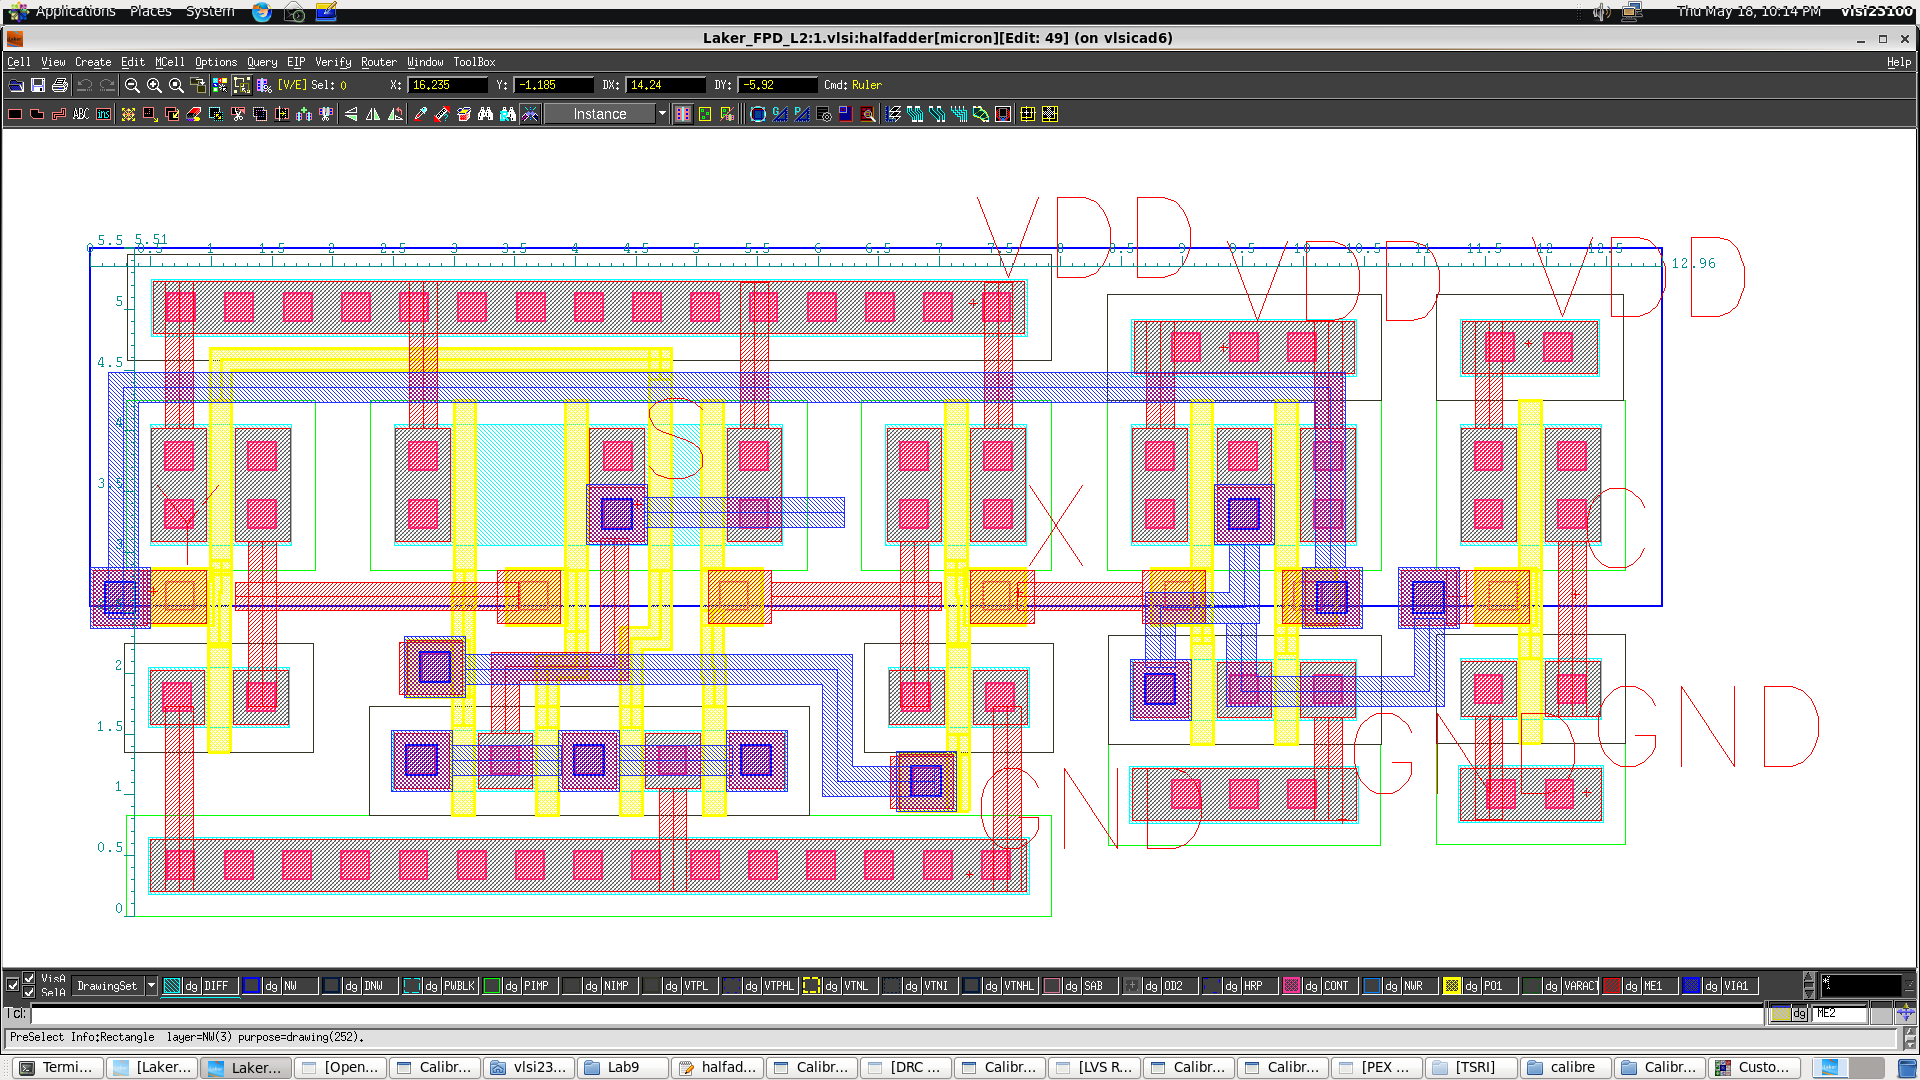 Applications Places System Thu May 18, 10:14 PM vlsi23100
Laker_FPD_L2:1.vlsi:halfadder[micron][Edit: 49] (on vlsicad6)
Cell View Create Edit MCell Options Query EIP Verify Router Window ToolBox Help
[V/E] Sel: 0 X: 16.235 Y: -1.185 DX: 14.24 DY: -5.92 Cmd: Ruler
ABC Instance
VDD
VDD
VDD
5.5 5.51
0 0.5 1 1.5 2 2.5 3 3.5 4 4.5 5 5.5 6 6.5 7 7.5 8 8.5 9 9.5 10 10.5 11 11.5 12 12.5
12.96
5
4.5
4
S
3.5
Y
X
C
3
2
1.5
1
0.5
0
GND
GND
GND
VisA
SelA
DrawingSet dg DIFF dg NW dg DNW dg PWBLK dg PIMP dg NIMP dg VTPL dg VTPHL dg VTNL dg VTNI dg VTNHL dg SAB dg OD2 dg HRP dg CONT dg NWR dg PO1 dg VARACT dg ME1 dg VIA1
Tcl: dg ME2
PreSelect Info:Rectangle layer=NW(3) purpose=drawing(252).
Termi... [Laker... Laker... [Open... Calibr... vlsi23... Lab9 halfad... Calibr... [DRC ... Calibr... [LVS R... Calibr... Calibr... [PEX ... [TSRI] calibre Calibr... Custo...